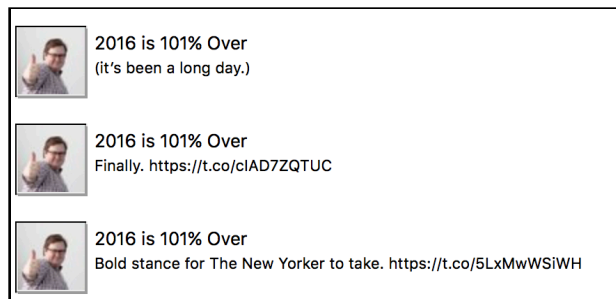 2016 is 101% Over
(it's been a long day.)
2016 is 101% Over
Finally. https://t.co/cIAD7ZQTUC
2016 is 101% Over
Bold stance for The New Yorker to take. https://t.co/5LxMwWSiWH